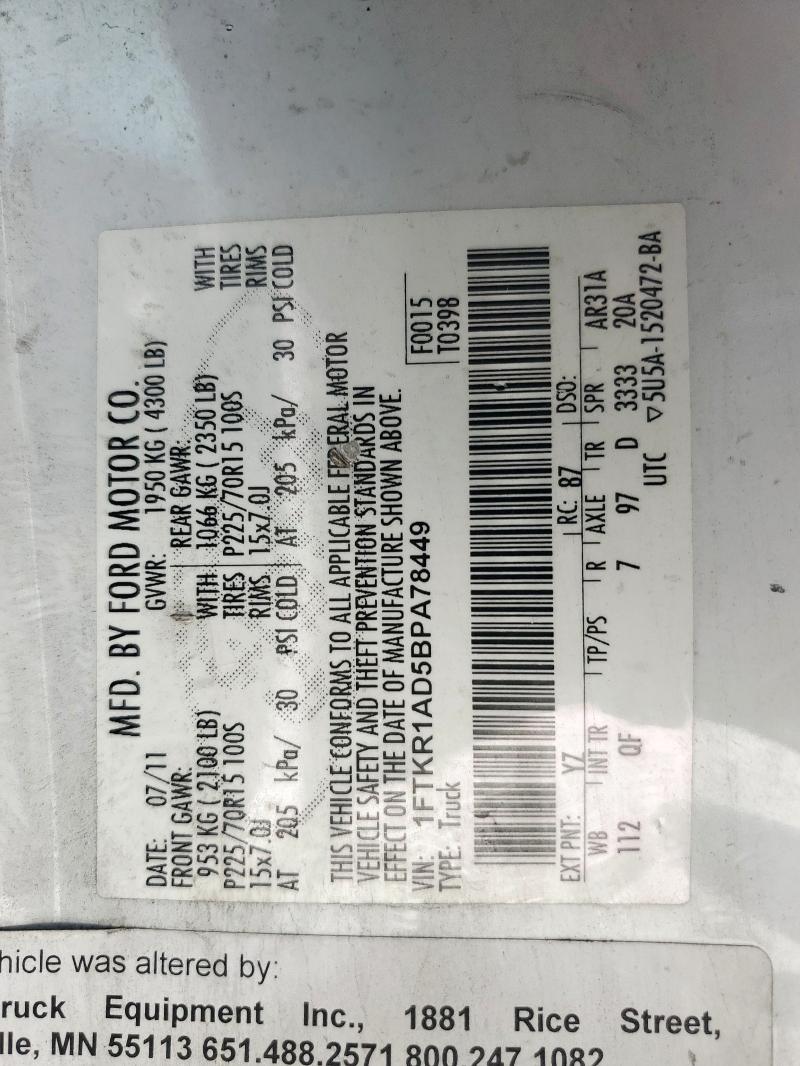 MFD. BY FORD MOTOR CO.
DATE: 07/11 GVWR: 1950 KG ( 4300 LB)
FRONT GAWR: REAR GAWR:
953 KG ( 2100 LB) WITH 1066 KG ( 2350 LB) WITH
P225/70R15 100S TIRES P225/70R15 100S TIRES
15x7.0J RIMS 15x7.0J RIMS
AT 205 kPa/ 30 PSI COLD AT 205 kPa/ 30 PSI COLD
THIS VEHICLE CONFORMS TO ALL APPLICABLE FEDERAL MOTOR
VEHICLE SAFETY AND THEFT PREVENTION STANDARDS IN
EFFECT ON THE DATE OF MANUFACTURE SHOWN ABOVE.
VIN: 1FTKR1AD5BPA78449 F0015
TYPE: Truck T0398
EXT PNT: YZ RC: 87 DSO:
WB INT TR TP/PS R AXLE TR SPR AR31A
112 QF 7 97 D 3333 20A
UTC ▽5U5A-1520472-BA
hicle was altered by:
ruck Equipment Inc., 1881 Rice Street,
lle, MN 55113 651.488.2571 800.247.1082